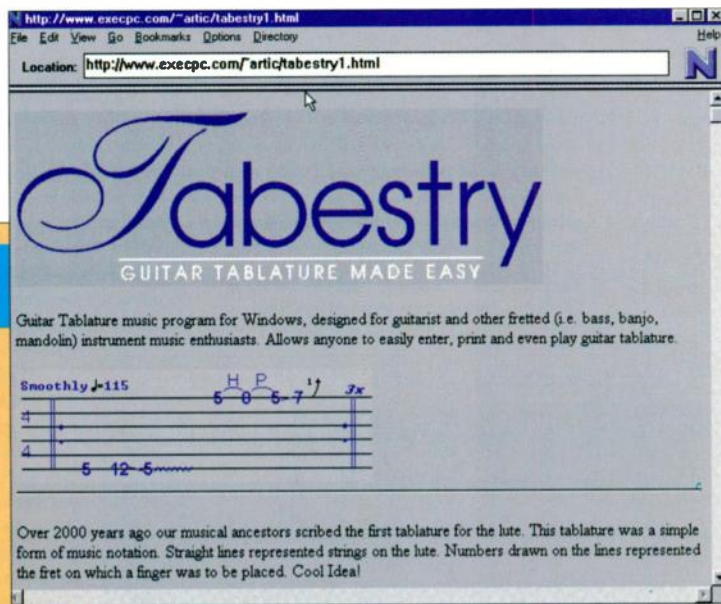 http://www.execpc.com/~artic/tabestry1.html
File Edit View Go Bookmarks Options Directory Help
Location: http://www.execpc.com/~artic/tabestry1.html
N
Tabestry
GUITAR TABLATURE MADE EASY
Guitar Tablature music program for Windows, designed for guitarist and other fretted (i.e. bass, banjo,
mandolin) instrument music enthusiasts. Allows anyone to easily enter, print and even play guitar tablature.
Smoothly ♩=115 H P 1 3x
5 0 5 7
4
4
5 12 5
Over 2000 years ago our musical ancestors scribed the first tablature for the lute. This tablature was a simple
form of music notation. Straight lines represented strings on the lute. Numbers drawn on the lines represented
the fret on which a finger was to be placed. Cool Idea!